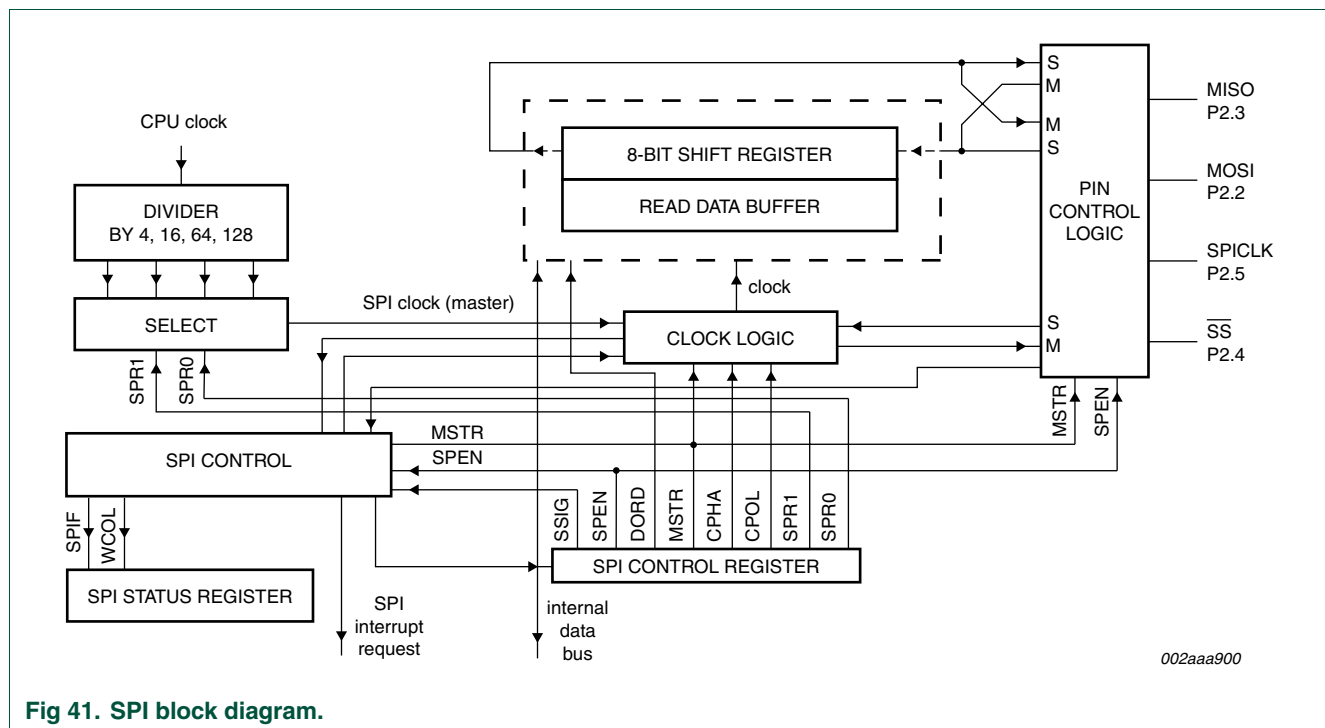 CPU clock
DIVIDER
BY 4, 16, 64, 128
SELECT
SPR1
SPR0
SPI clock (master)
8-BIT SHIFT REGISTER
READ DATA BUFFER
clock
CLOCK LOGIC
S
M
M
S
PIN
CONTROL
LOGIC
S
M
MISO
P2.3
MOSI
P2.2
SPICLK
P2.5
SS
P2.4
MSTR
SPEN
SPI CONTROL
MSTR
SPEN
SPIF
WCOL
SPI STATUS REGISTER
SSIG
SPEN
DORD
MSTR
CPHA
CPOL
SPR1
SPR0
SPI CONTROL REGISTER
SPI
interrupt
request
internal
data
bus
002aaa900
Fig 41. SPI block diagram.